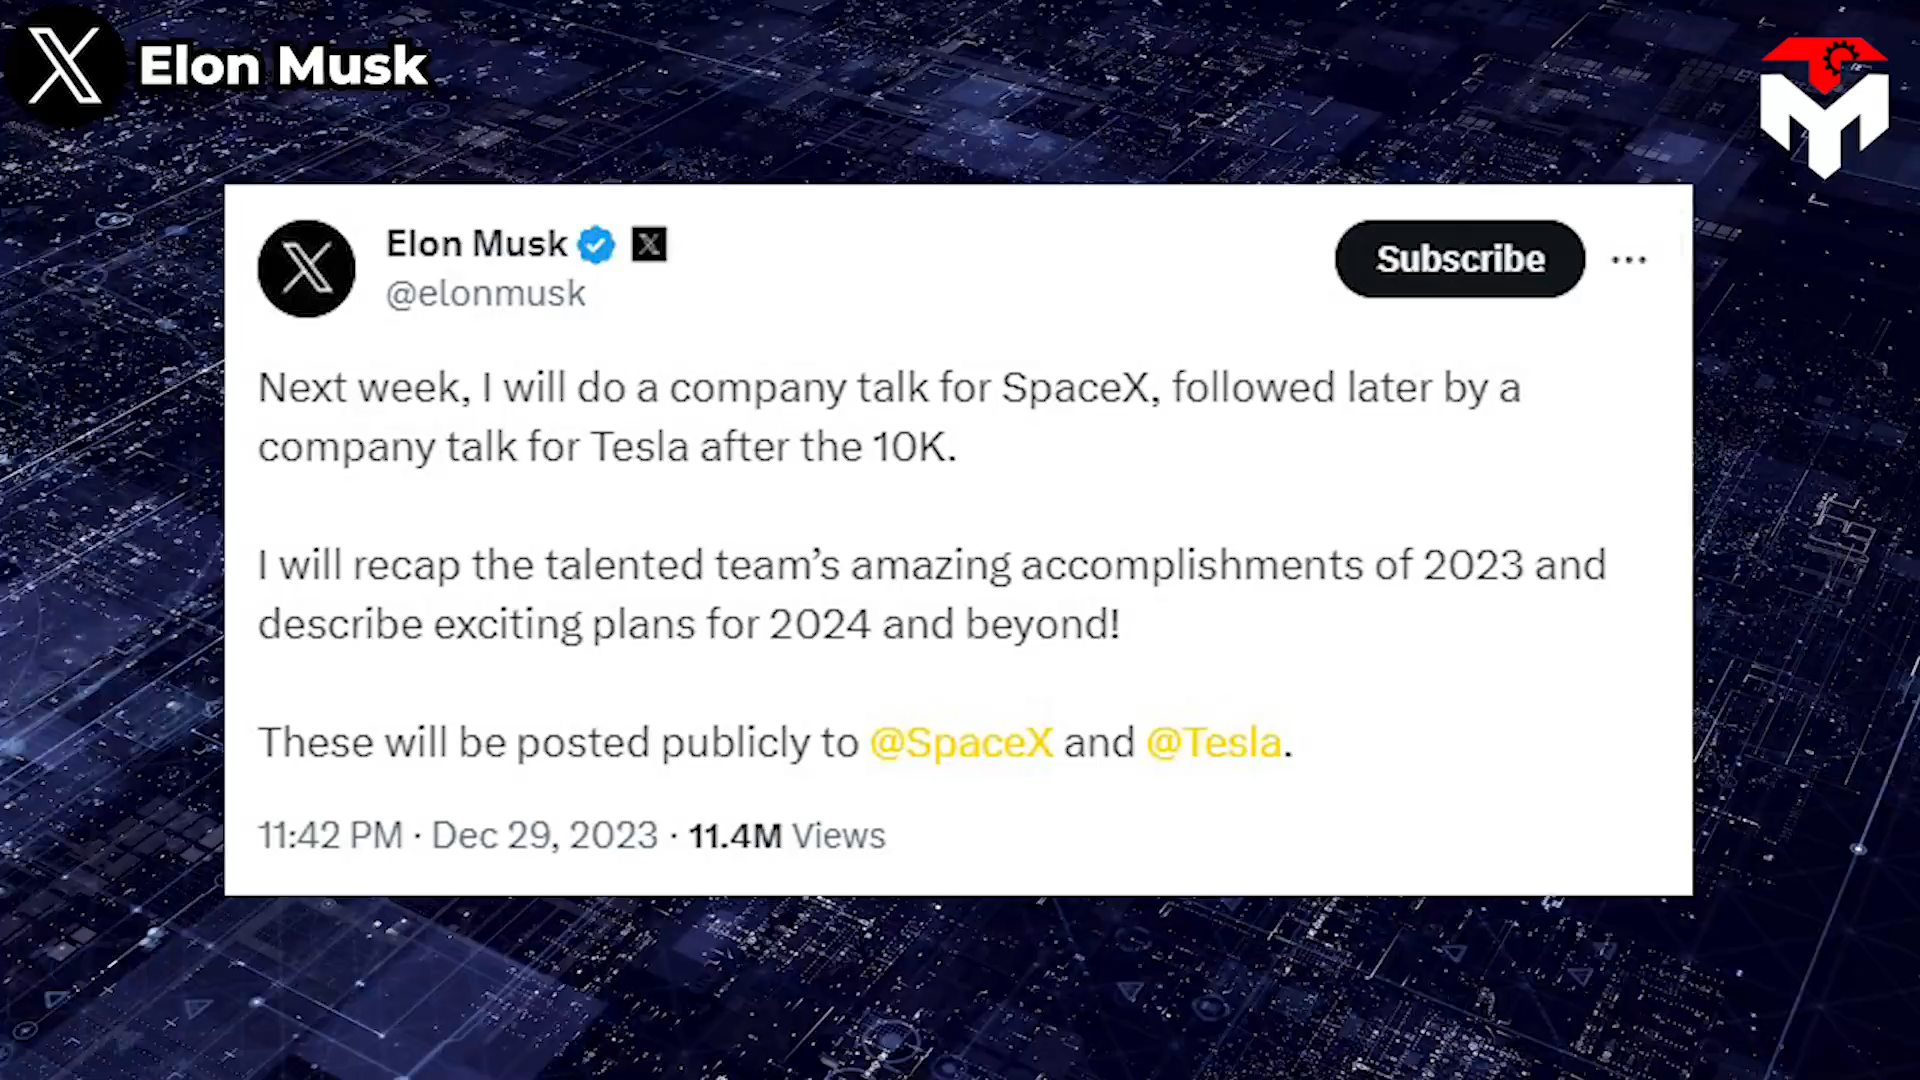 Elon Musk
Elon Musk
@elonmusk
Subscribe
Next week, I will do a company talk for SpaceX, followed later by a
company talk for Tesla after the 10K.
I will recap the talented team’s amazing accomplishments of 2023 and
describe exciting plans for 2024 and beyond!
These will be posted publicly to @SpaceX and @Tesla.
11:42 PM · Dec 29, 2023 · 11.4M Views